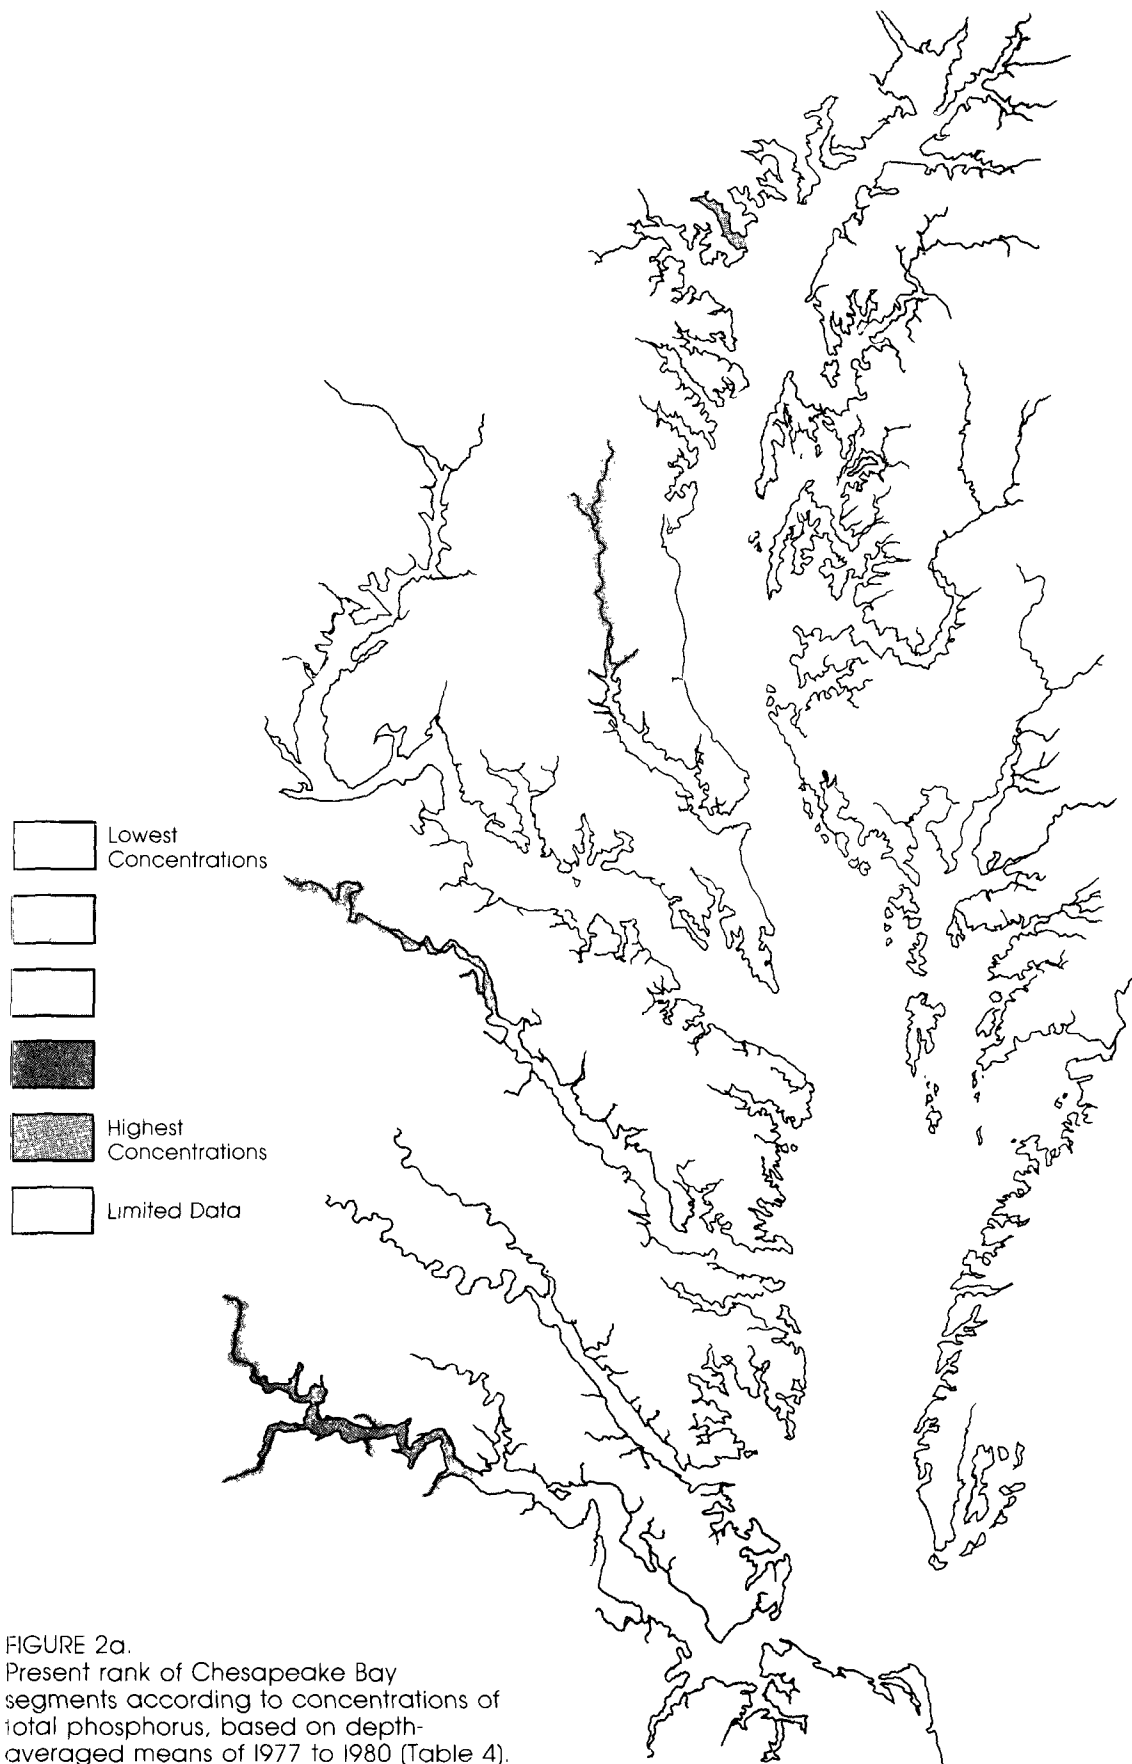 Lowest
Concentrations
Highest
Concentrations
Limited Data
FIGURE 2a.
Present rank of Chesapeake Bay
segments according to concentrations of
total phosphorus, based on depth-
averaged means of 1977 to 1980 (Table 4).